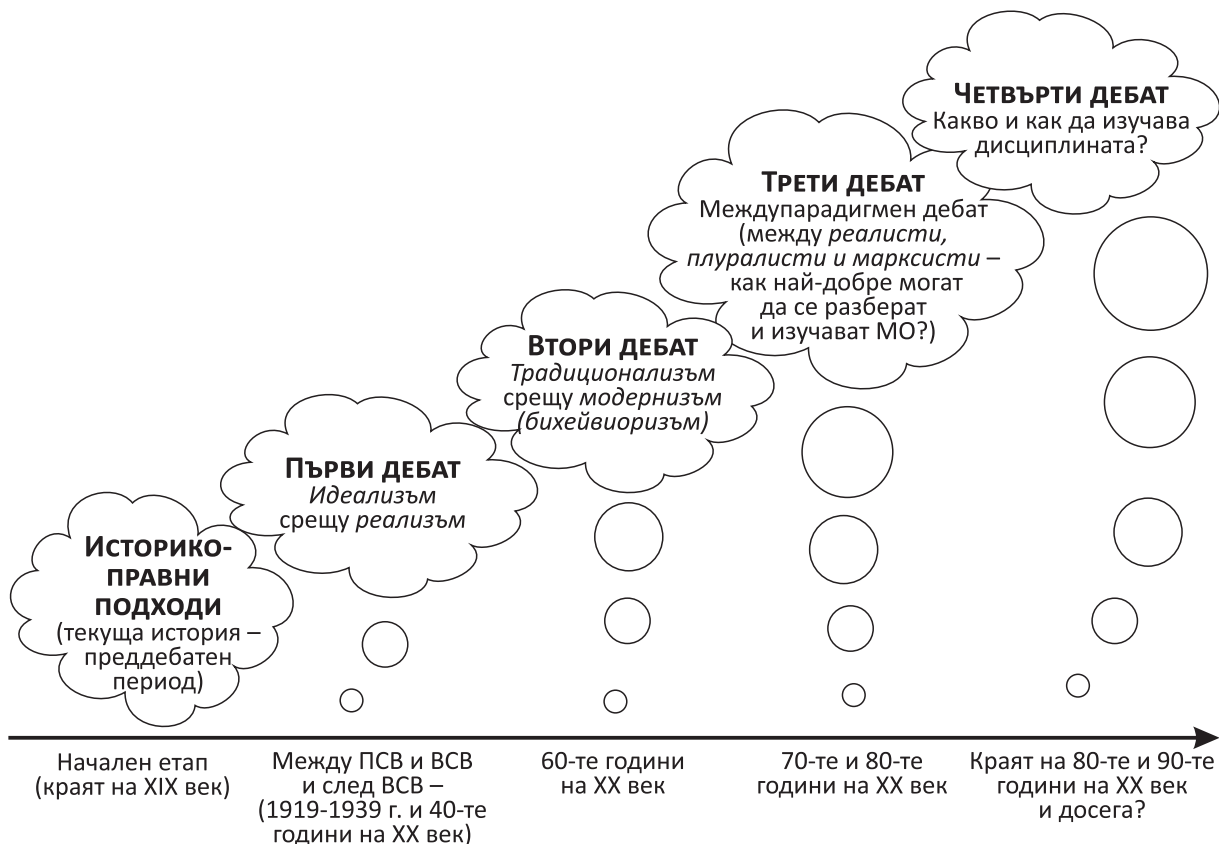 ЧЕТВЪРТИ ДЕБАТ
Какво и как да изучава
дисциплината?
ТРЕТИ ДЕБАТ
Междупарадигмен дебат
(между реалисти,
плуралисти и марксисти –
как най-добре могат
да се разберат
и изучават МО?)
ВТОРИ ДЕБАТ
Традиционализъм
срещу модернизъм
(бихейвиоризъм)
ПЪРВИ ДЕБАТ
Идеализъм
срещу реализъм
ИСТОРИКО-
ПРАВНИ
ПОДХОДИ
(текуща история –
преддебатен
период)
Начален етап
(краят на XIX век)
Между ПСВ и ВСВ
и след ВСВ –
(1919-1939 г. и 40-те
години на XX век)
60-те години
на XX век
70-те и 80-те
години на XX век
Краят на 80-те и 90-те
години на XX век
и досега?